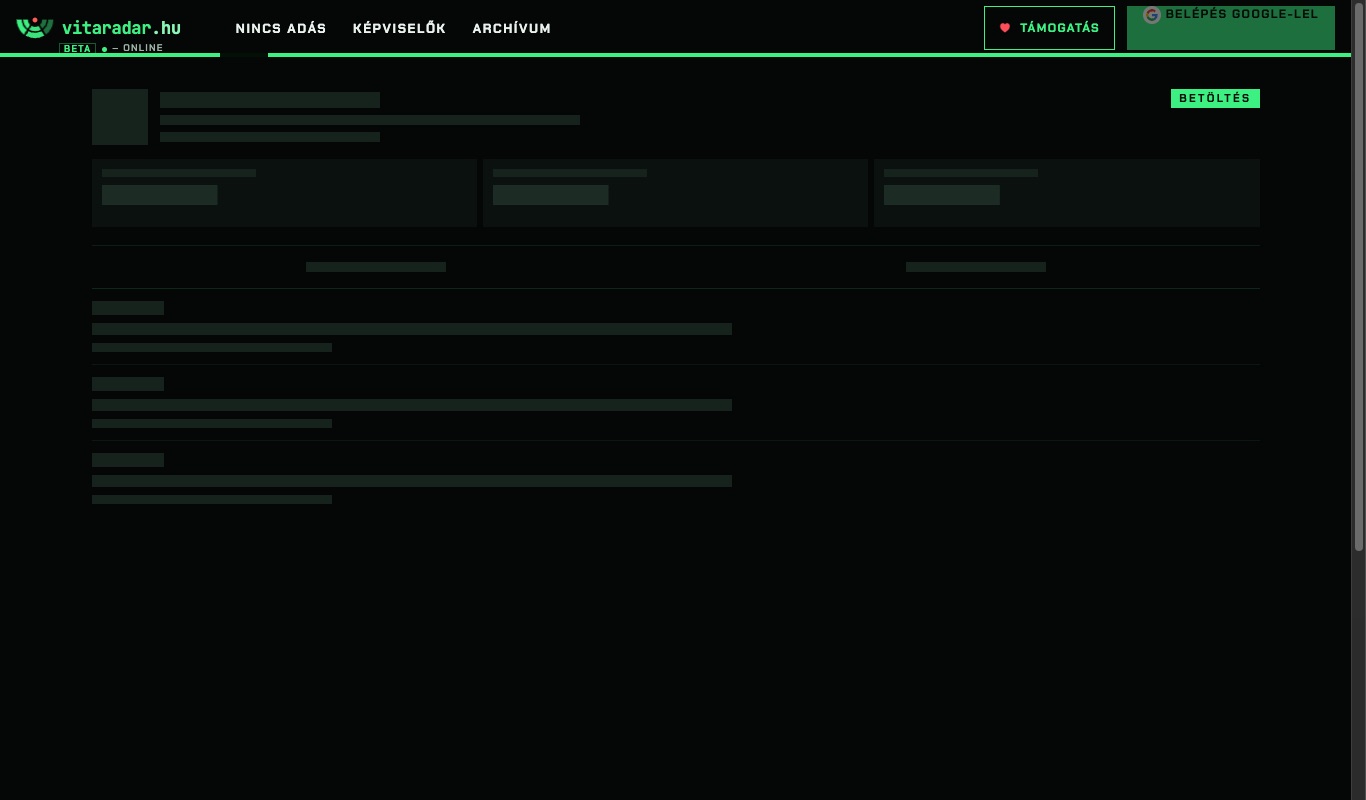 vitaradar.hu
BETA – ONLINE
NINCS ADÁS
KÉPVISELŐK
ARCHÍVUM
TÁMOGATÁS
BELÉPÉS GOOGLE-LEL
BETÖLTÉS